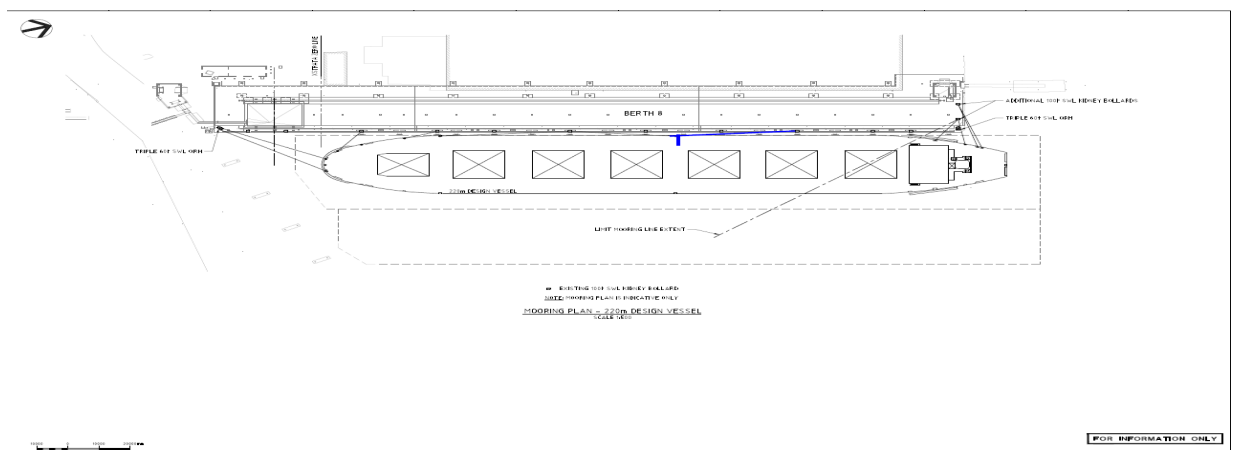 BERTH 8
ADDITIONAL 100t SWL KIDNEY BOLLARDS
TRIPLE 60t SWL QRH
TRIPLE 60t SWL QRH
220m DESIGN VESSEL
LIMIT MOORING LINE EXTENT
EXISTING 100t SWL KIDNEY BOLLARD
NOTE: MOORING PLAN IS INDICATIVE ONLY
MOORING PLAN - 220m DESIGN VESSEL
FOR INFORMATION ONLY